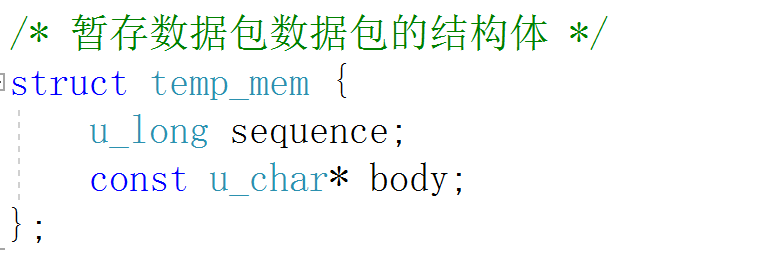 /* 暂存数据包数据包的结构体 */
struct temp_mem {
    u_long sequence;
    const u_char* body;
};